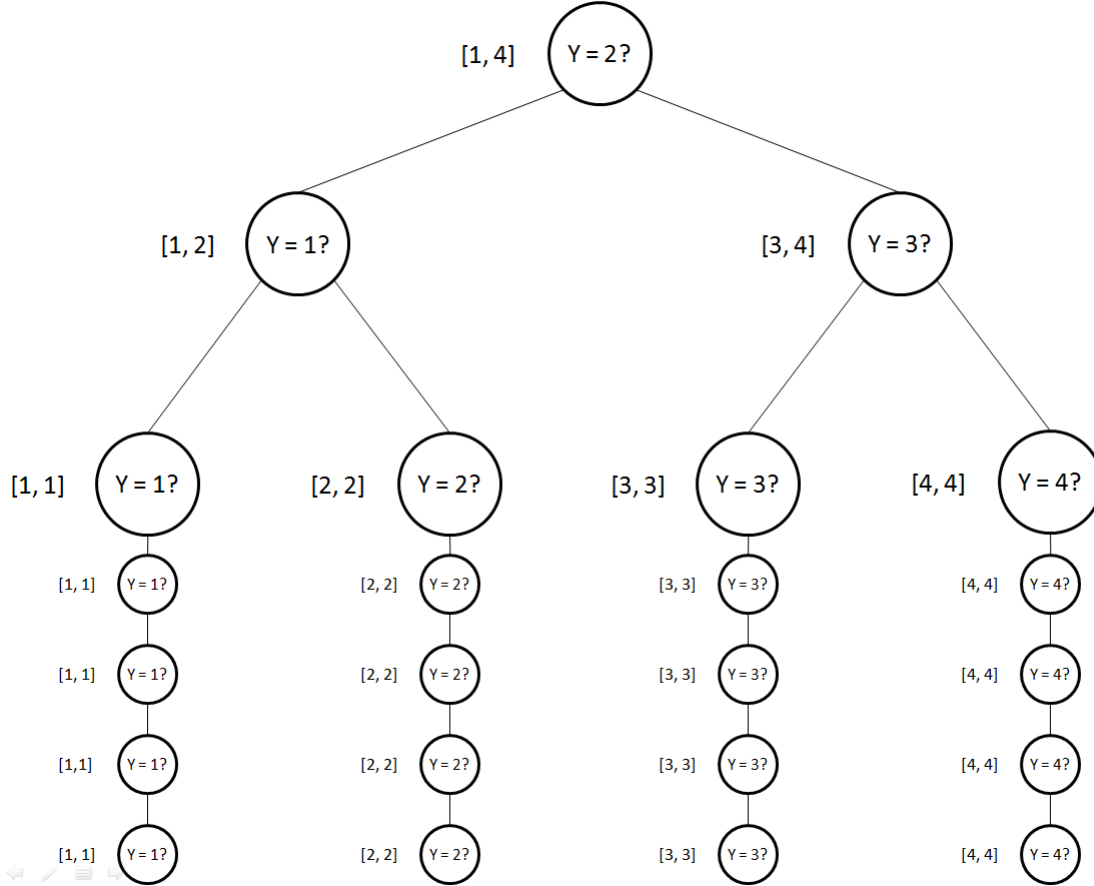 [1, 4] Y = 2?
[1, 2] Y = 1? [3, 4] Y = 3?
[1, 1] Y = 1? [2, 2] Y = 2? [3, 3] Y = 3? [4, 4] Y = 4?
[1, 1] Y = 1? [2, 2] Y = 2? [3, 3] Y = 3? [4, 4] Y = 4?
[1, 1] Y = 1? [2, 2] Y = 2? [3, 3] Y = 3? [4, 4] Y = 4?
[1,1] Y = 1? [2, 2] Y = 2? [3, 3] Y = 3? [4, 4] Y = 4?
[1, 1] Y = 1? [2, 2] Y = 2? [3, 3] Y = 3? [4, 4] Y = 4?